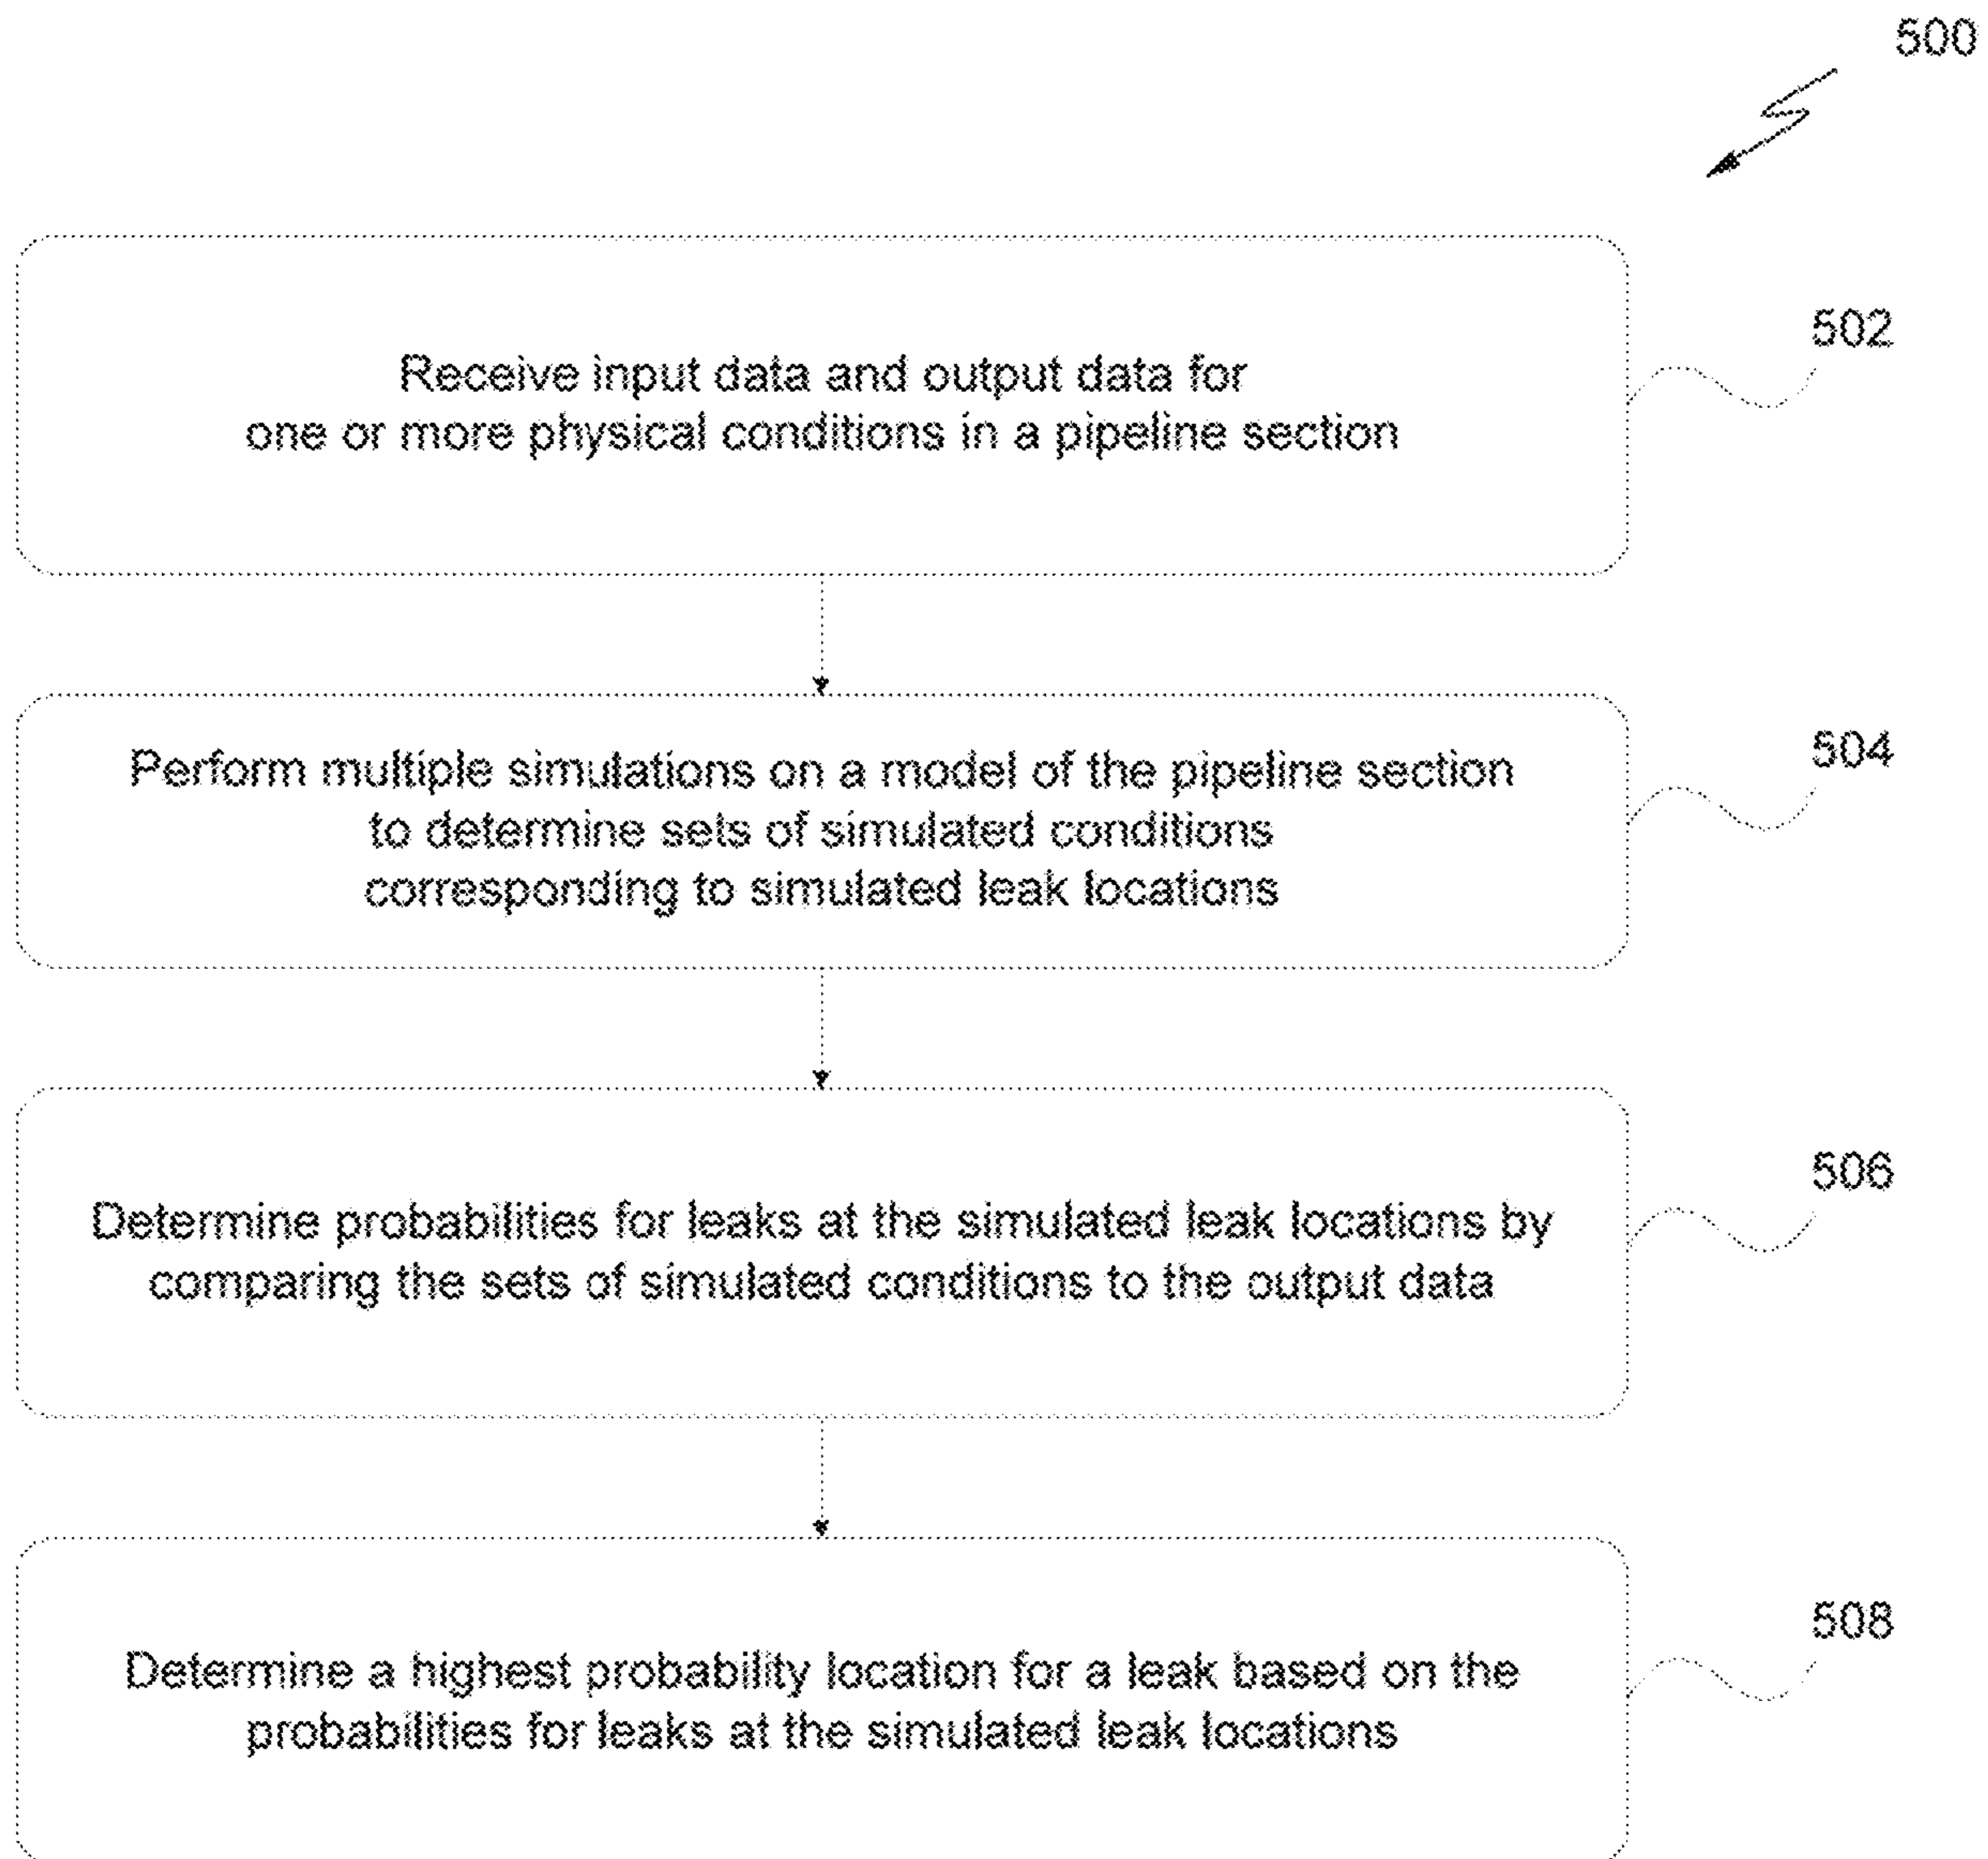 500
Receive input data and output data for
one or more physical conditions in a pipeline section
502
Perform multiple simulations on a model of the pipeline section
to determine sets of simulated conditions
corresponding to simulated leak locations
504
Determine probabilities for leaks at the simulated leak locations by
comparing the sets of simulated conditions to the output data
506
Determine a highest probability location for a leak based on the
probabilities for leaks at the simulated leak locations
508